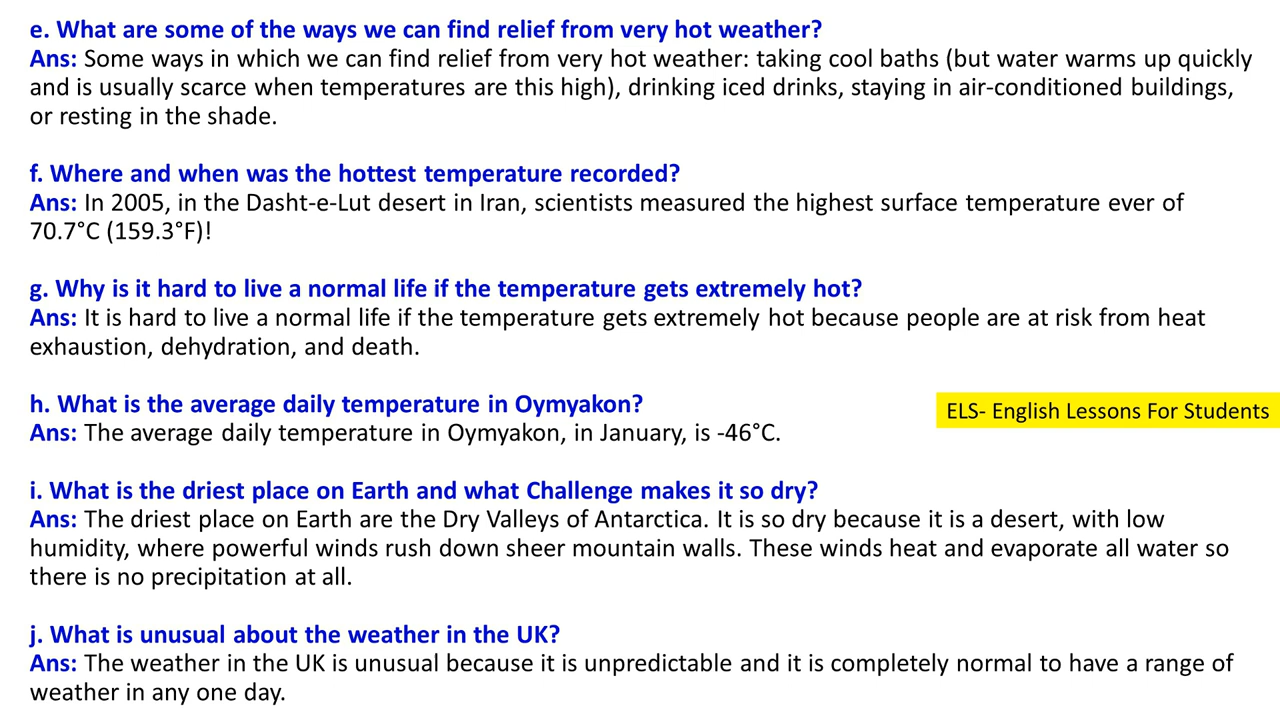 e. What are some of the ways we can find relief from very hot weather?
Ans: Some ways in which we can find relief from very hot weather: taking cool baths (but water warms up quickly
and is usually scarce when temperatures are this high), drinking iced drinks, staying in air-conditioned buildings,
or resting in the shade.
f. Where and when was the hottest temperature recorded?
Ans: In 2005, in the Dasht-e-Lut desert in Iran, scientists measured the highest surface temperature ever of
70.7°C (159.3°F)!
g. Why is it hard to live a normal life if the temperature gets extremely hot?
Ans: It is hard to live a normal life if the temperature gets extremely hot because people are at risk from heat
exhaustion, dehydration, and death.
h. What is the average daily temperature in Oymyakon?
ELS- English Lessons For Students
Ans: The average daily temperature in Oymyakon, in January, is -46°C.
i. What is the driest place on Earth and what Challenge makes it so dry?
Ans: The driest place on Earth are the Dry Valleys of Antarctica. It is so dry because it is a desert, with low
humidity, where powerful winds rush down sheer mountain walls. These winds heat and evaporate all water so
there is no precipitation at all.
j. What is unusual about the weather in the UK?
Ans: The weather in the UK is unusual because it is unpredictable and it is completely normal to have a range of
weather in any one day.